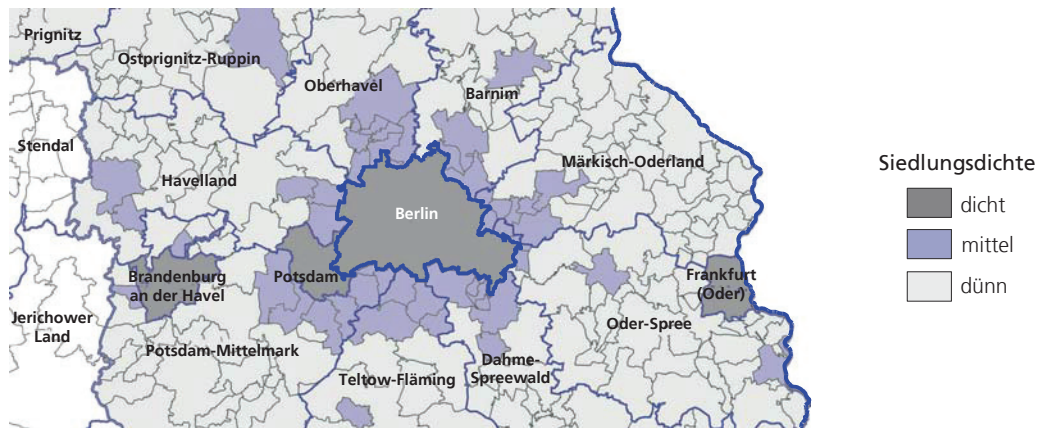 Prignitz
Ostprignitz-Ruppin
Oberhavel
Barnim
Stendal
Havelland
Märkisch-Oderland
Berlin
Brandenburg
an der Havel
Potsdam
Frankfurt
(Oder)
Jerichower
Land
Potsdam-Mittelmark
Oder-Spree
Teltow-Fläming
Dahme-
Spreewald
Siedlungsdichte
dicht
mittel
dünn